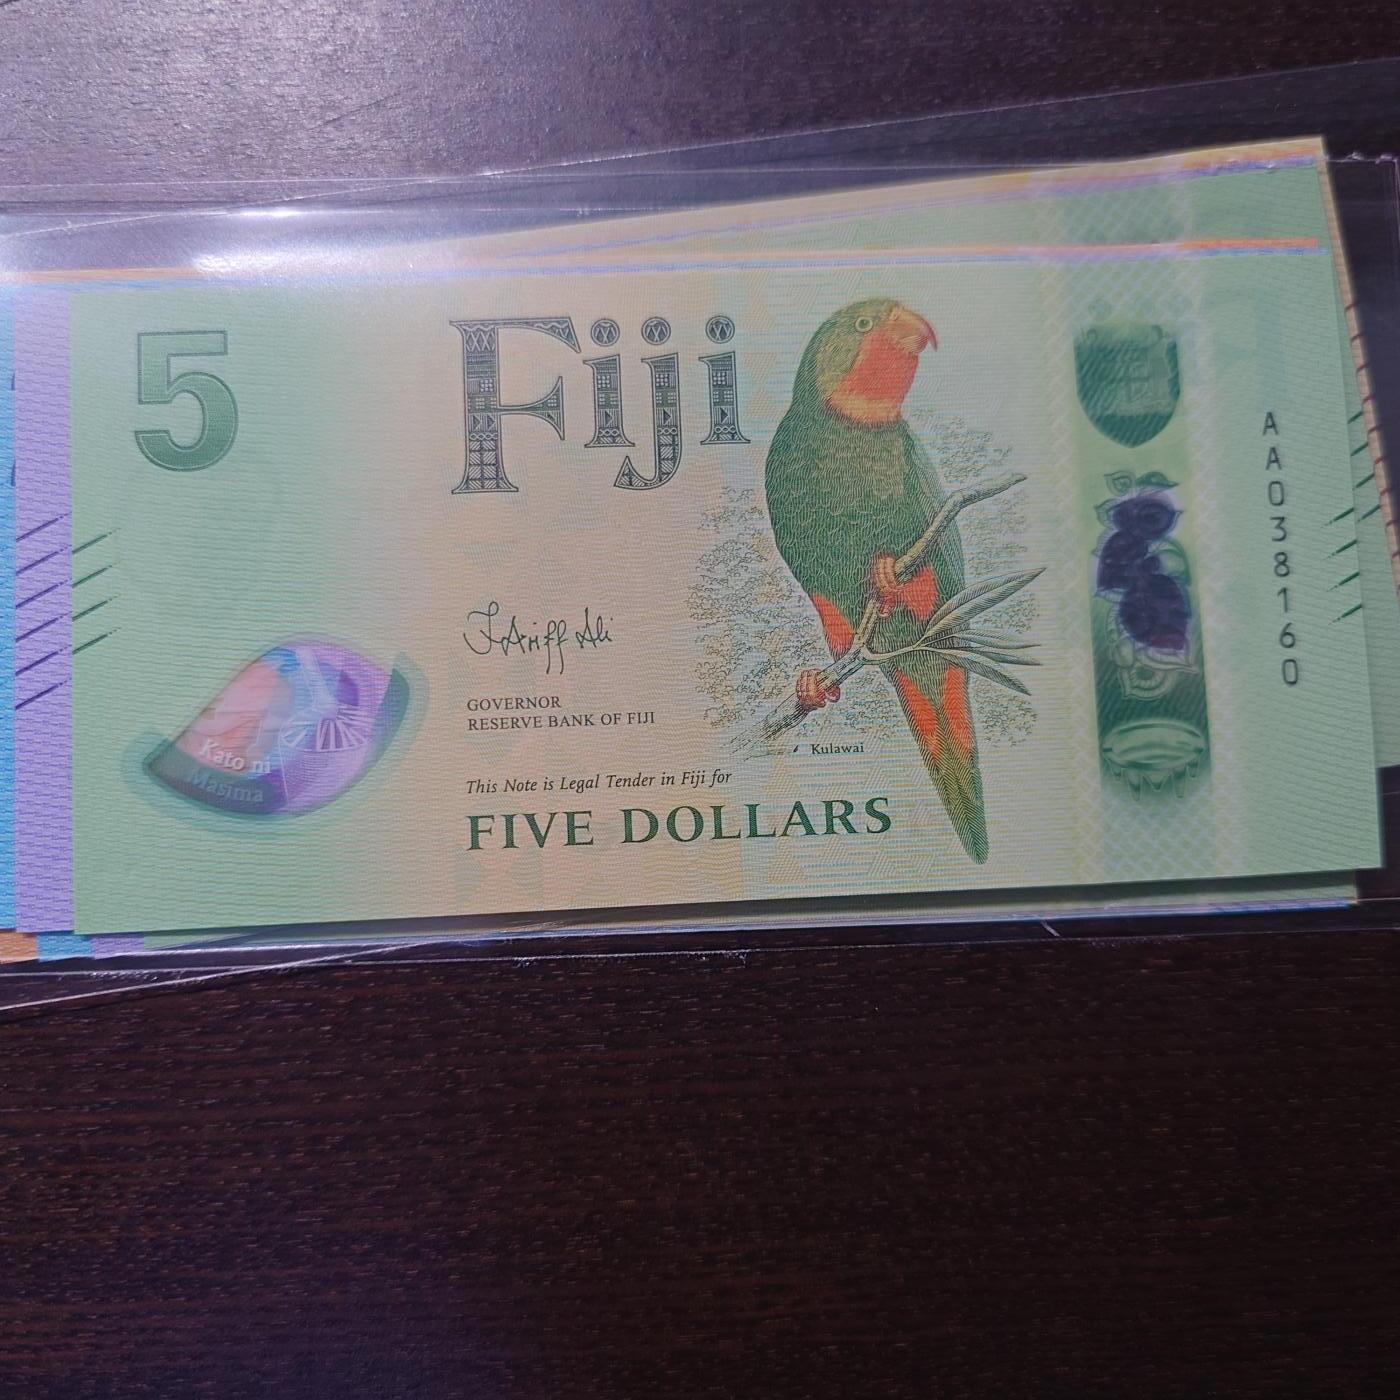 5
Fiji
J. Ariff Ali
GOVERNOR
RESERVE BANK OF FIJI
Kulawai
This Note is Legal Tender in Fiji for
FIVE DOLLARS
Kato ni
Masima
AA038160